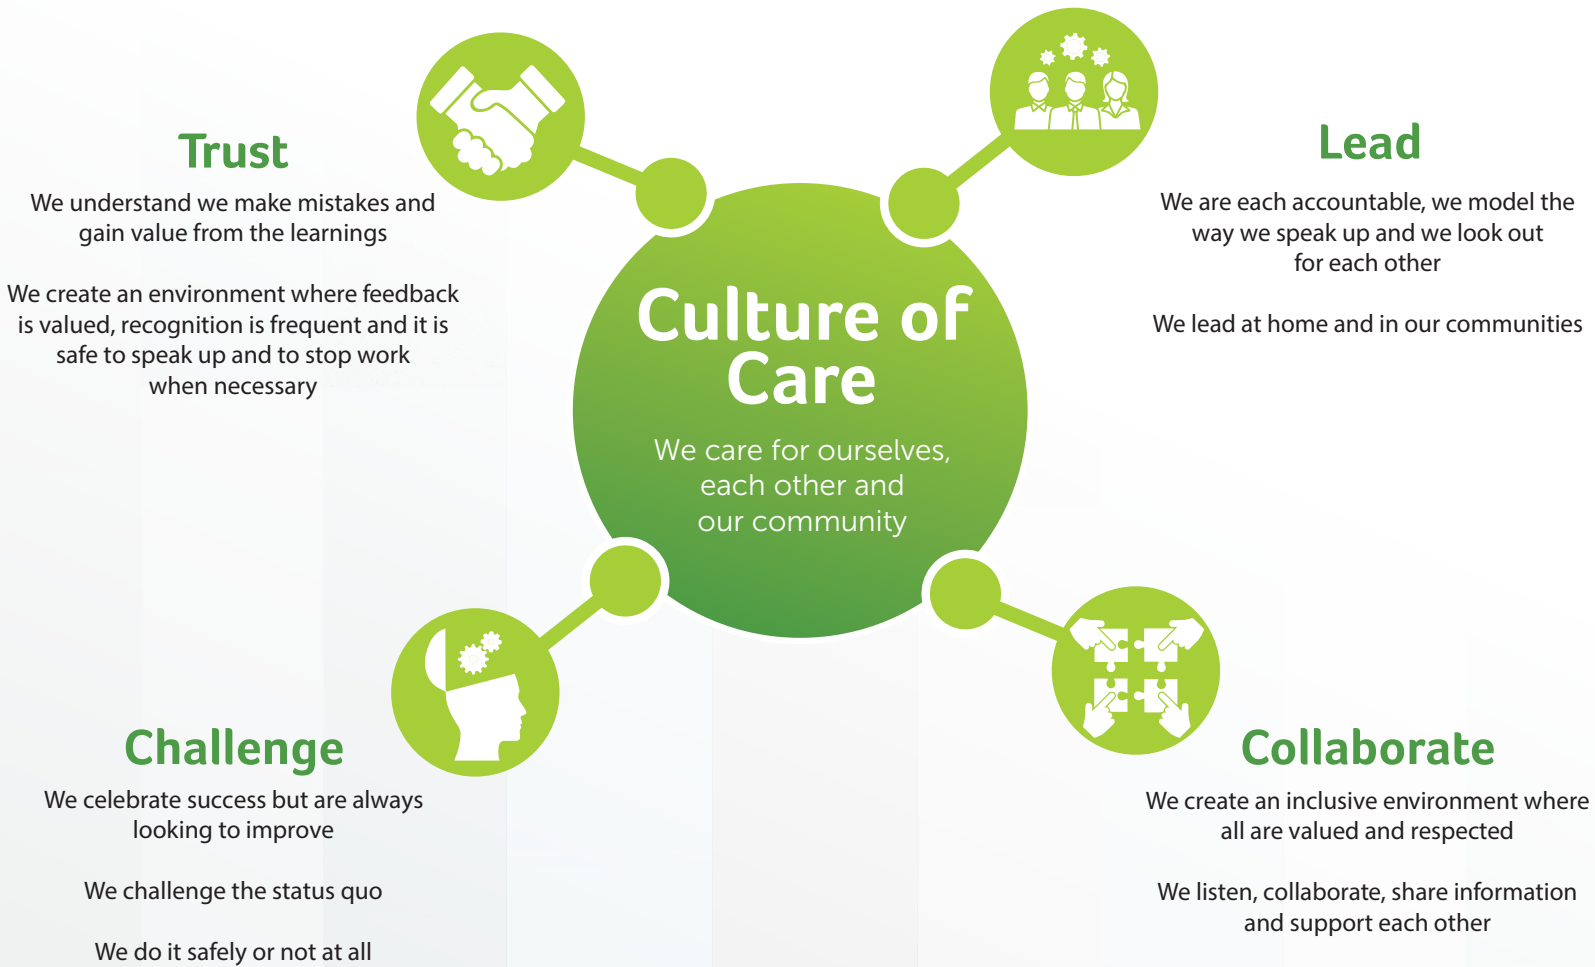 Trust
We understand we make mistakes and
gain value from the learnings
We create an environment where feedback
is valued, recognition is frequent and it is
safe to speak up and to stop work
when necessary
Lead
We are each accountable, we model the
way we speak up and we look out
for each other
We lead at home and in our communities
Culture of
Care
We care for ourselves,
each other and
our community
Challenge
We celebrate success but are always
looking to improve
We challenge the status quo
We do it safely or not at all
Collaborate
We create an inclusive environment where
all are valued and respected
We listen, collaborate, share information
and support each other